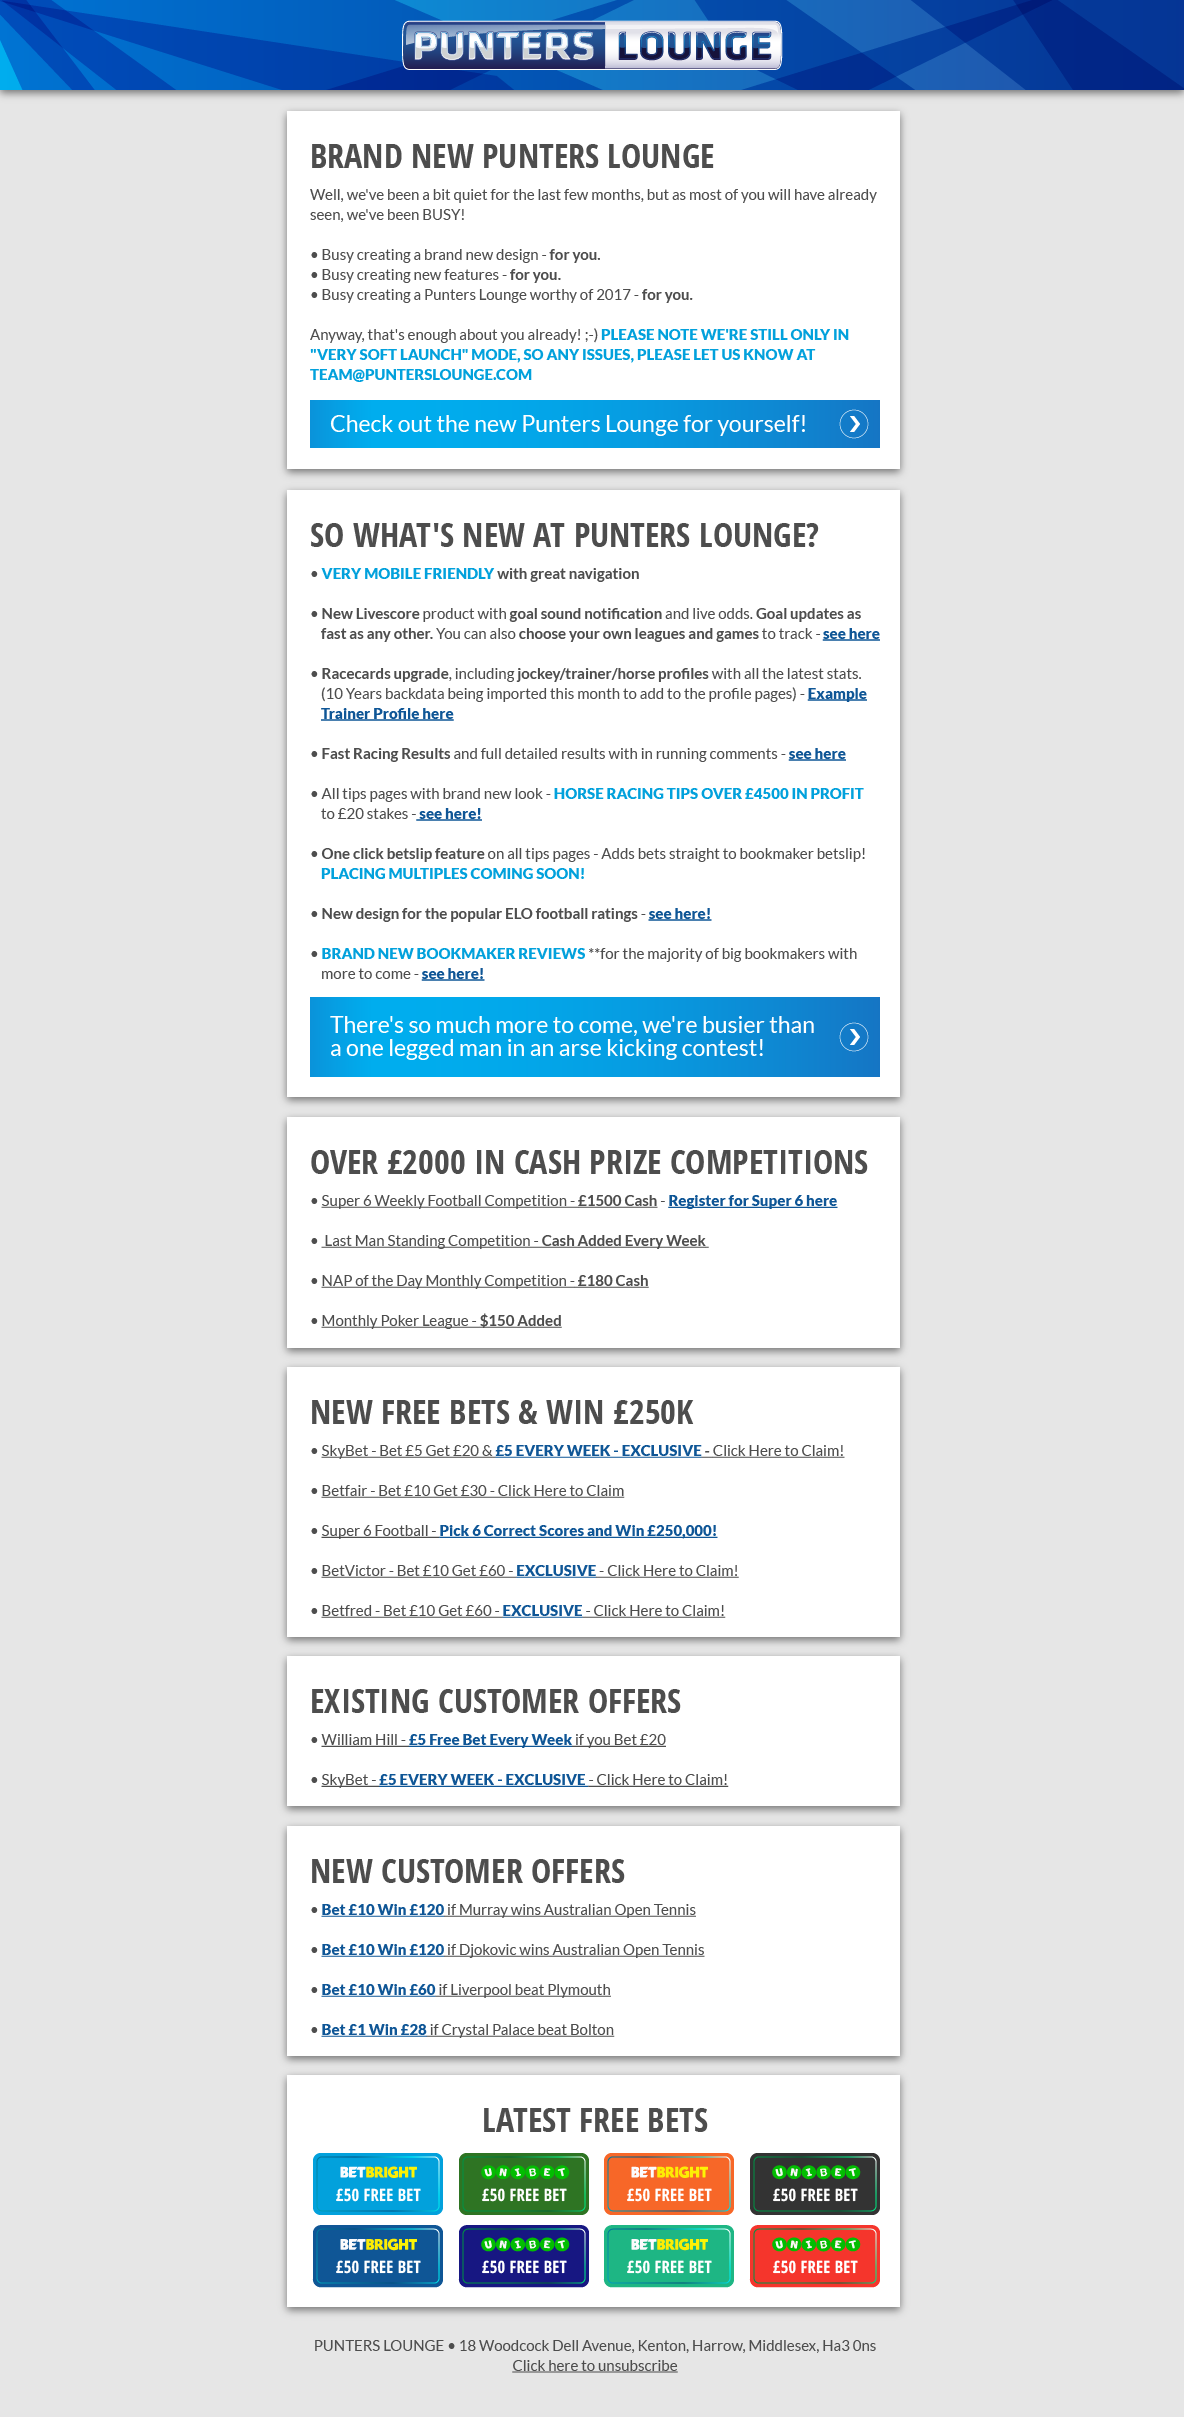 PUNTERS LOUNGE
BRAND NEW PUNTERS LOUNGE
Well, we've been a bit quiet for the last few months, but as most of you will have already
seen, we've been BUSY!
• Busy creating a brand new design - for you.
• Busy creating new features - for you.
• Busy creating a Punters Lounge worthy of 2017 - for you.
Anyway, that's enough about you already! ;-) PLEASE NOTE WE'RE STILL ONLY IN
"VERY SOFT LAUNCH" MODE, SO ANY ISSUES, PLEASE LET US KNOW AT
TEAM@PUNTERSLOUNGE.COM
Check out the new Punters Lounge for yourself!
SO WHAT'S NEW AT PUNTERS LOUNGE?
• VERY MOBILE FRIENDLY with great navigation
• New Livescore product with goal sound notification and live odds. Goal updates as
fast as any other. You can also choose your own leagues and games to track - see here
• Racecards upgrade, including jockey/trainer/horse profiles with all the latest stats.
(10 Years backdata being imported this month to add to the profile pages) - Example
Trainer Profile here
• Fast Racing Results and full detailed results with in running comments - see here
• All tips pages with brand new look - HORSE RACING TIPS OVER £4500 IN PROFIT
to £20 stakes - see here!
• One click betslip feature on all tips pages - Adds bets straight to bookmaker betslip!
PLACING MULTIPLES COMING SOON!
• New design for the popular ELO football ratings - see here!
• BRAND NEW BOOKMAKER REVIEWS **for the majority of big bookmakers with
more to come - see here!
There's so much more to come, we're busier than
a one legged man in an arse kicking contest!
OVER £2000 IN CASH PRIZE COMPETITIONS
• Super 6 Weekly Football Competition - £1500 Cash - Register for Super 6 here
• Last Man Standing Competition - Cash Added Every Week
• NAP of the Day Monthly Competition - £180 Cash
• Monthly Poker League - $150 Added
NEW FREE BETS & WIN £250K
• SkyBet - Bet £5 Get £20 & £5 EVERY WEEK - EXCLUSIVE - Click Here to Claim!
• Betfair - Bet £10 Get £30 - Click Here to Claim
• Super 6 Football - Pick 6 Correct Scores and Win £250,000!
• BetVictor - Bet £10 Get £60 - EXCLUSIVE - Click Here to Claim!
• Betfred - Bet £10 Get £60 - EXCLUSIVE - Click Here to Claim!
EXISTING CUSTOMER OFFERS
• William Hill - £5 Free Bet Every Week if you Bet £20
• SkyBet - £5 EVERY WEEK - EXCLUSIVE - Click Here to Claim!
NEW CUSTOMER OFFERS
• Bet £10 Win £120 if Murray wins Australian Open Tennis
• Bet £10 Win £120 if Djokovic wins Australian Open Tennis
• Bet £10 Win £60 if Liverpool beat Plymouth
• Bet £1 Win £28 if Crystal Palace beat Bolton
LATEST FREE BETS
BETBRIGHT UNIBET BETBRIGHT UNIBET
£50 FREE BET £50 FREE BET £50 FREE BET £50 FREE BET
BETBRIGHT UNIBET BETBRIGHT UNIBET
£50 FREE BET £50 FREE BET £50 FREE BET £50 FREE BET
PUNTERS LOUNGE • 18 Woodcock Dell Avenue, Kenton, Harrow, Middlesex, Ha3 0ns
Click here to unsubscribe